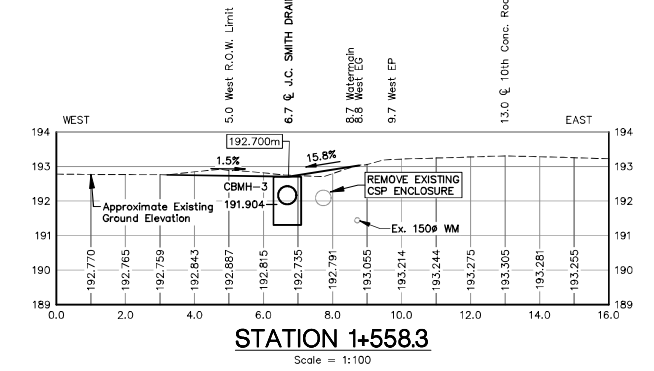 5.0 West R.O.W. Limit
6.7 ℄ J.C. SMITH DRAI
8.7 Watermain
8.8 West EG
9.7 West EP
13.0 ℄ 10th Conc. Roa
WEST
EAST
194
194
192.700m
1.5%
15.8%
193
193
CBMH-3
REMOVE EXISTING
CSP ENCLOSURE
192
192
191.904
Approximate Existing
Ground Elevation
Ex. 150ø WM
191
191
190
190
189
189
192.770
192.765
192.759
192.843
192.887
192.815
192.735
192.791
193.055
193.214
193.244
193.275
193.305
193.281
193.255
0.0
2.0
4.0
6.0
8.0
10.0
12.0
14.0
16.0
STATION 1+558.3
Scale = 1:100